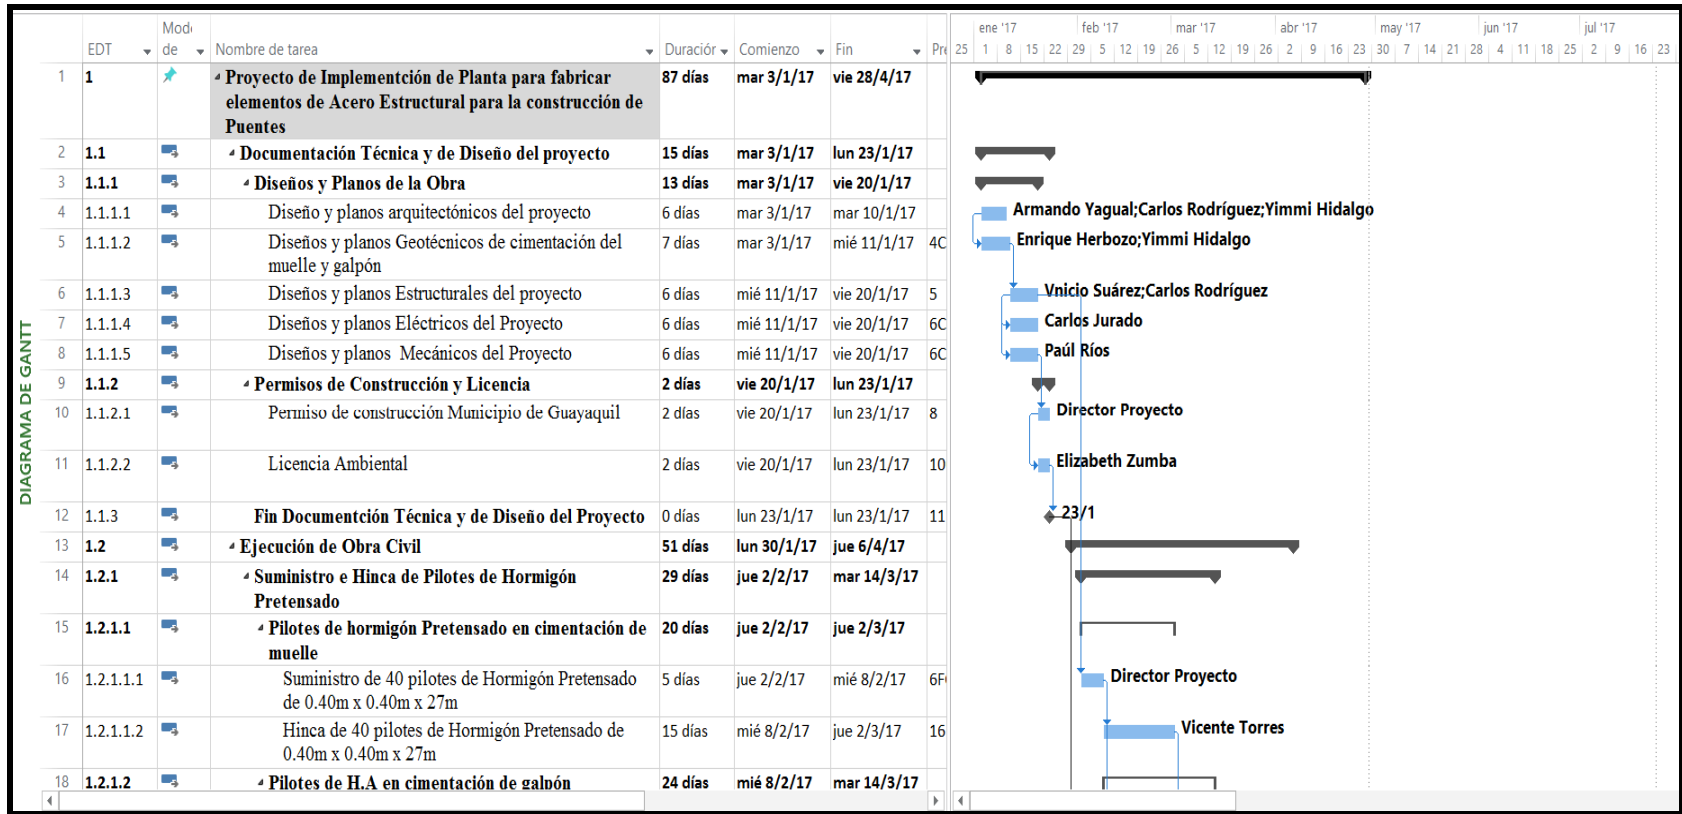 DIAGRAMA DE GANTT
Modo
EDT de Nombre de tarea Duración Comienzo Fin Pre
ene '17 feb '17 mar '17 abr '17 may '17 jun '17 jul '17
25 1 8 15 22 29 5 12 19 26 5 12 19 26 2 9 16 23 30 7 14 21 28 4 11 18 25 2 9 16 23
1 1 Proyecto de Implementción de Planta para fabricar 87 días mar 3/1/17 vie 28/4/17
elementos de Acero Estructural para la construcción de
Puentes
2 1.1 Documentación Técnica y de Diseño del proyecto 15 días mar 3/1/17 lun 23/1/17
3 1.1.1 Diseños y Planos de la Obra 13 días mar 3/1/17 vie 20/1/17
4 1.1.1.1 Diseño y planos arquitectónicos del proyecto 6 días mar 3/1/17 mar 10/1/17 Armando Yagual;Carlos Rodríguez;Yimmi Hidalgo
5 1.1.1.2 Diseños y planos Geotécnicos de cimentación del 7 días mar 3/1/17 mié 11/1/17 4C Enrique Herbozo;Yimmi Hidalgo
muelle y galpón
6 1.1.1.3 Diseños y planos Estructurales del proyecto 6 días mié 11/1/17 vie 20/1/17 5 Vnicio Suárez;Carlos Rodríguez
7 1.1.1.4 Diseños y planos Eléctricos del Proyecto 6 días mié 11/1/17 vie 20/1/17 6C Carlos Jurado
8 1.1.1.5 Diseños y planos Mecánicos del Proyecto 6 días mié 11/1/17 vie 20/1/17 6C Paúl Ríos
9 1.1.2 Permisos de Construcción y Licencia 2 días vie 20/1/17 lun 23/1/17
10 1.1.2.1 Permiso de construcción Municipio de Guayaquil 2 días vie 20/1/17 lun 23/1/17 8 Director Proyecto
11 1.1.2.2 Licencia Ambiental 2 días vie 20/1/17 lun 23/1/17 10 Elizabeth Zumba
12 1.1.3 Fin Documentción Técnica y de Diseño del Proyecto 0 días lun 23/1/17 lun 23/1/17 11 23/1
13 1.2 Ejecución de Obra Civil 51 días lun 30/1/17 jue 6/4/17
14 1.2.1 Suministro e Hinca de Pilotes de Hormigón 29 días jue 2/2/17 mar 14/3/17
Pretensado
15 1.2.1.1 Pilotes de hormigón Pretensado en cimentación de 20 días jue 2/2/17 jue 2/3/17
muelle
16 1.2.1.1.1 Suministro de 40 pilotes de Hormigón Pretensado 5 días jue 2/2/17 mié 8/2/17 6F Director Proyecto
de 0.40m x 0.40m x 27m
17 1.2.1.1.2 Hinca de 40 pilotes de Hormigón Pretensado de 15 días mié 8/2/17 jue 2/3/17 16 Vicente Torres
0.40m x 0.40m x 27m
18 1.2.1.2 Pilotes de H.A en cimentación de galpón 24 días mié 8/2/17 mar 14/3/17